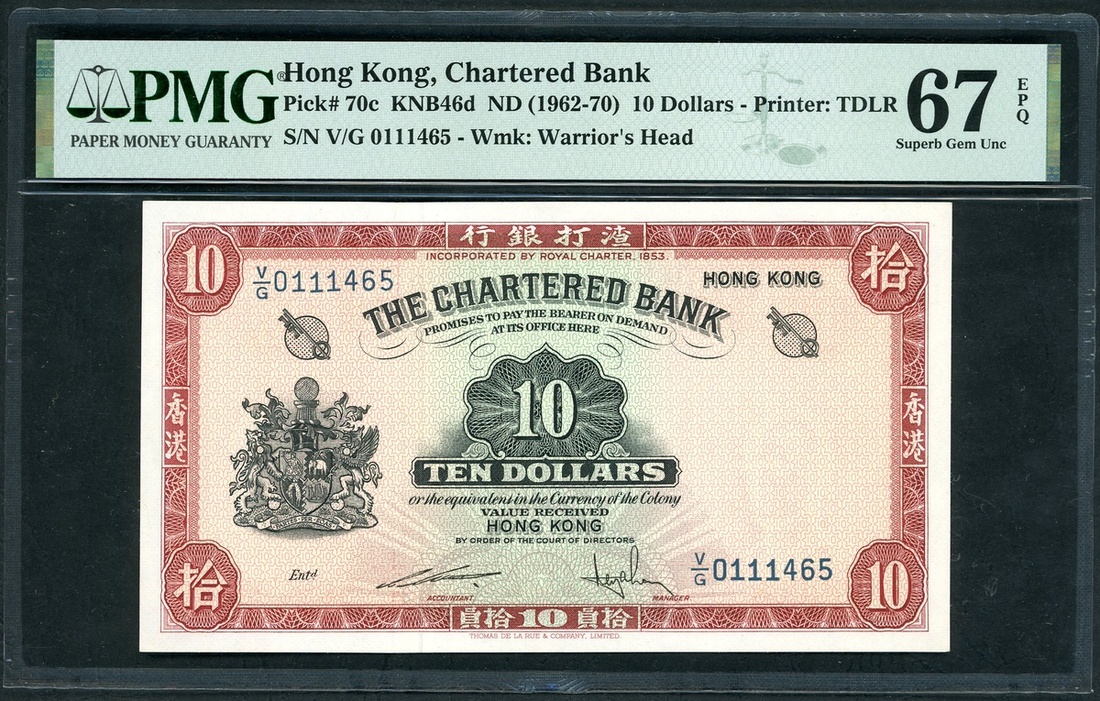 PMG
PAPER MONEY GUARANTY
Hong Kong, Chartered Bank
Pick# 70c KNB46d ND (1962-70) 10 Dollars - Printer: TDLR
S/N V/G 0111465 - Wmk: Warrior's Head
67
EPQ
Superb Gem Unc
行銀打渣
10
拾
INCORPORATED BY ROYAL CHARTER, 1853.
V/G 0111465
HONG KONG
THE CHARTERED BANK
PROMISES TO PAY THE BEARER ON DEMAND
AT ITS OFFICE HERE
10
香港
香港
TEN DOLLARS
or the equivalent in the Currency of the Colony
VALUE RECEIVED
HONG KONG
BY ORDER OF THE COURT OF DIRECTORS
Entd
V/G 0111465
ACCOUNTANT
MANAGER
拾
10
員拾 10 員拾
THOMAS DE LA RUE & COMPANY, LIMITED.